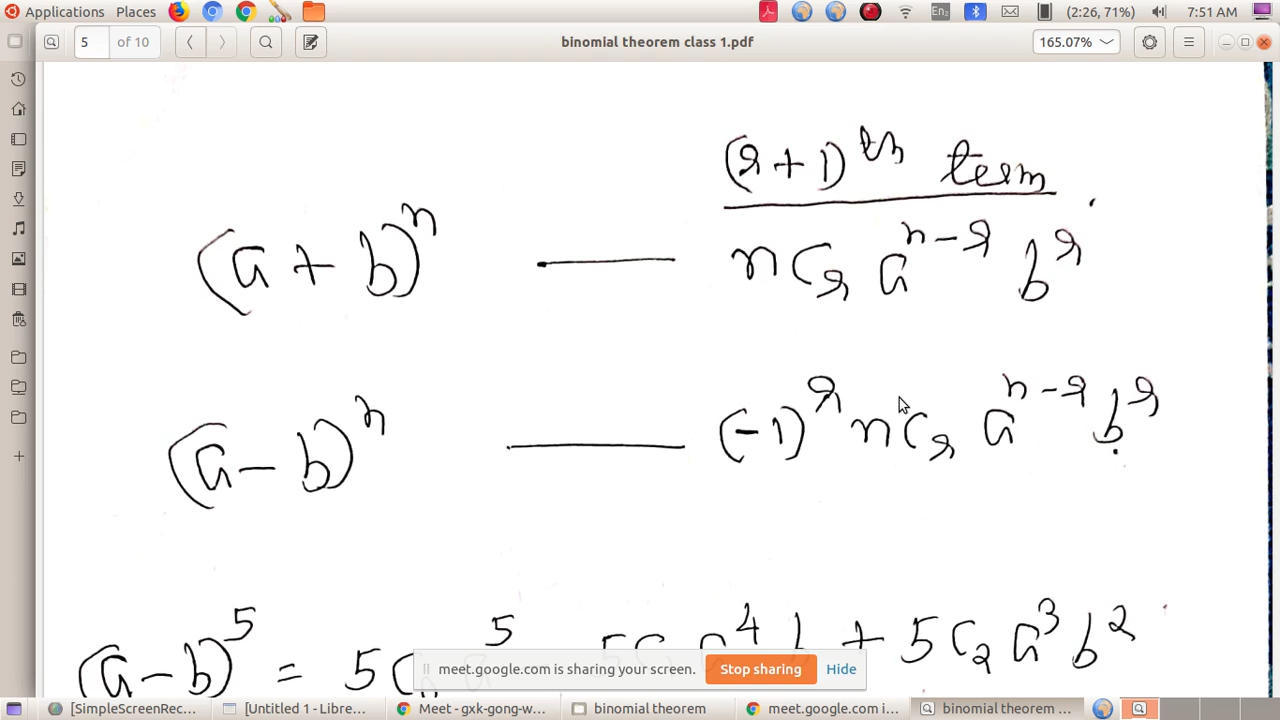 Applications Places En₂ (2:26, 71%) 7:51 AM
5 of 10 binomial theorem class 1.pdf 165.07%
(r+1)th term
(a + b)ⁿ — nCᵣ aⁿ⁻ʳ bʳ
(a − b)ⁿ — (−1)ʳ nCᵣ aⁿ⁻ʳ bʳ
(a−b)⁵ = 5C a⁵ 5C a⁴ b + 5C₂ a³ b²
meet.google.com is sharing your screen. Stop sharing Hide
[SimpleScreenRec... [Untitled 1 - Libre... Meet - gxk-gong-w... binomial theorem meet.google.com i... binomial theorem ...